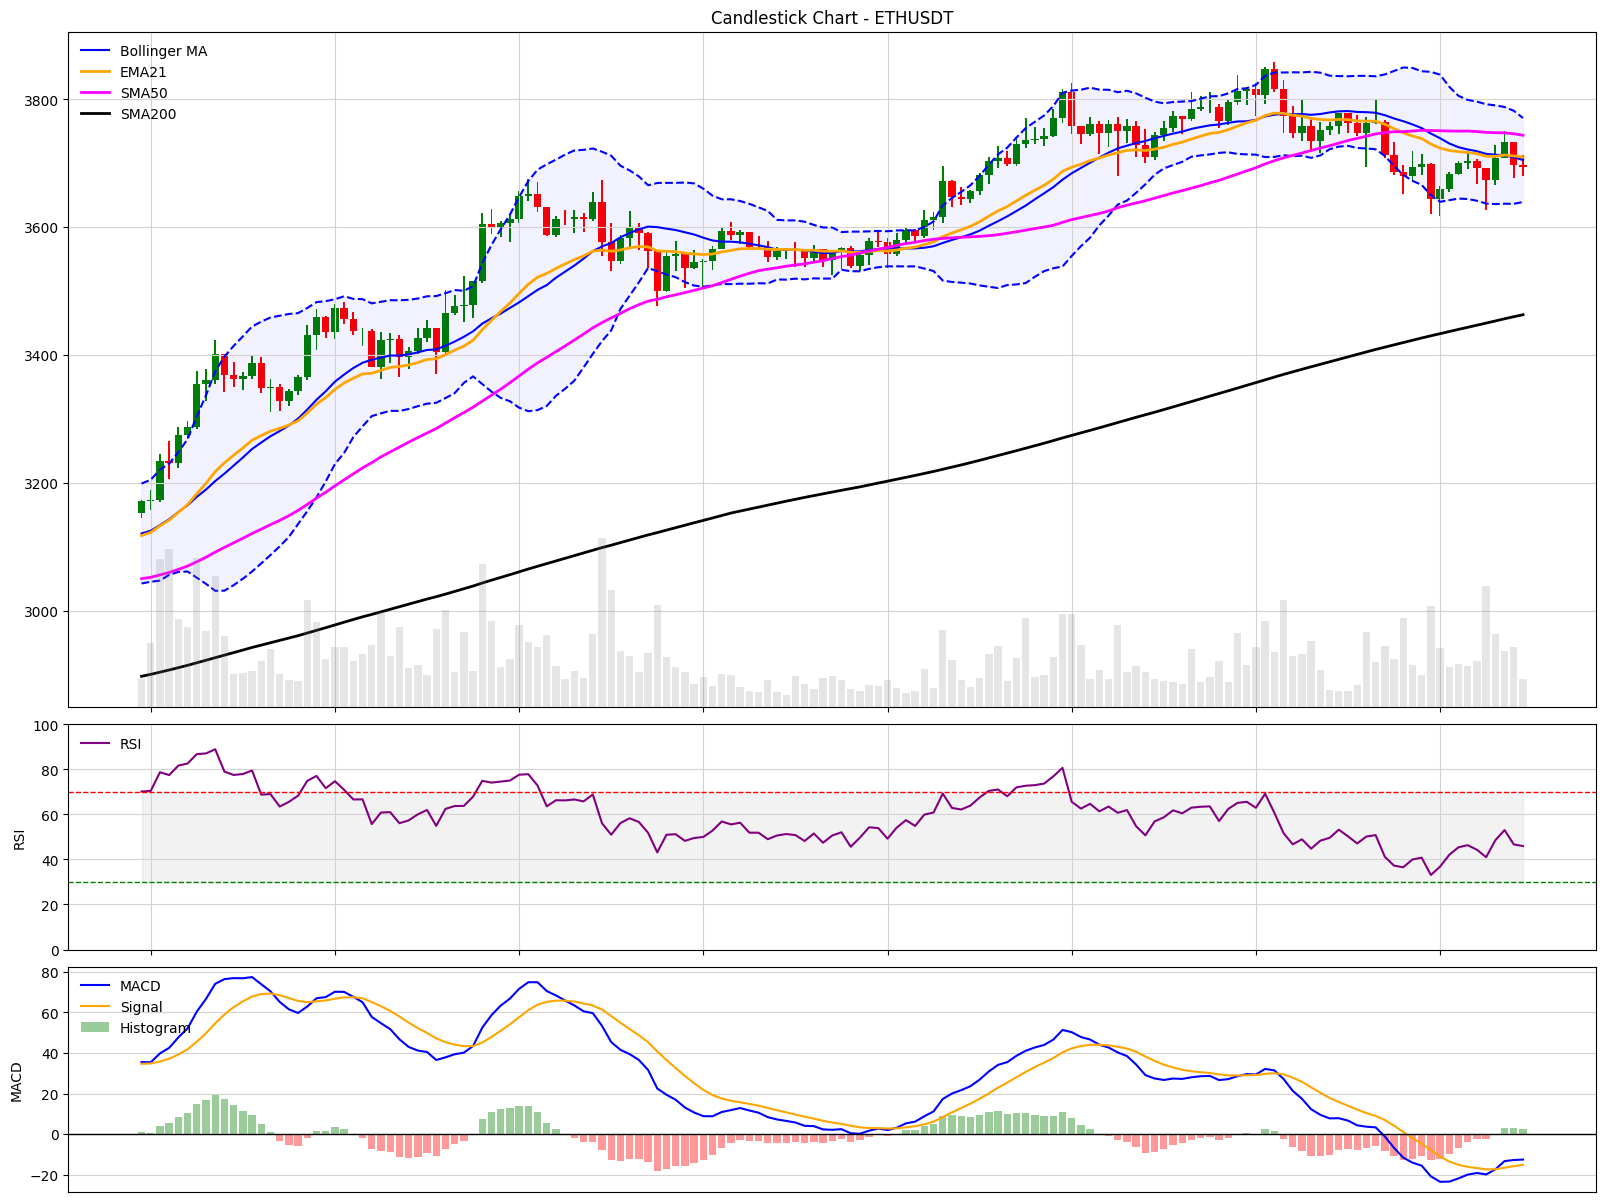 Candlestick Chart - ETHUSDT
Bollinger MA
EMA21
SMA50
SMA200
3800
3600
3400
3200
3000
100
80
60
40
20
0
RSI
RSI
80
60
40
20
0
−20
MACD
MACD
Signal
Histogram